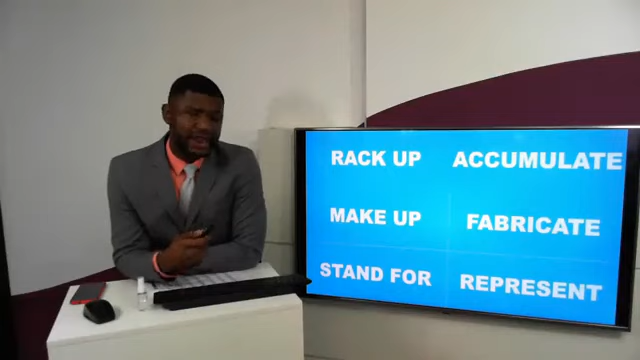 RACK UP ACCUMULATE
MAKE UP FABRICATE
STAND FOR REPRESENT